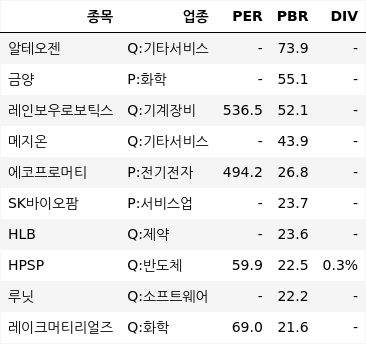 종목 업종 PER PBR DIV
알테오젠 Q:기타서비스 - 73.9 -
금양 P:화학 - 55.1 -
레인보우로보틱스 Q:기계장비 536.5 52.1 -
메지온 Q:기타서비스 - 43.9 -
에코프로머티 P:전기전자 494.2 26.8 -
SK바이오팜 P:서비스업 - 23.7 -
HLB Q:제약 - 23.6 -
HPSP Q:반도체 59.9 22.5 0.3%
루닛 Q:소프트웨어 - 22.2 -
레이크머티리얼즈 Q:화학 69.0 21.6 -